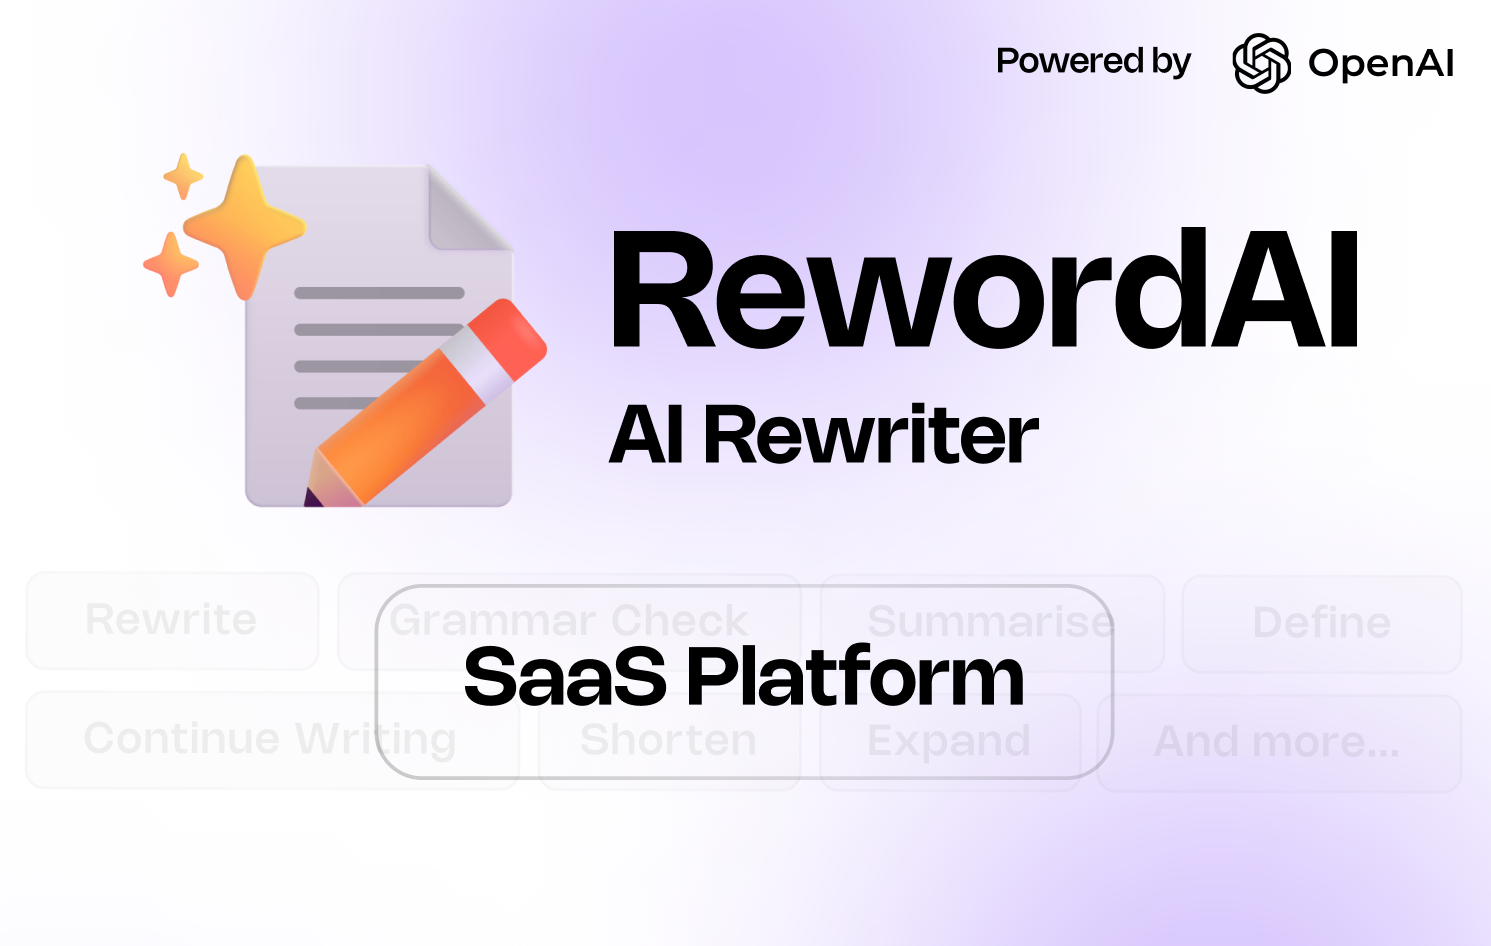 Powered by OpenAI
RewordAI
AI Rewriter
Rewrite Grammar Check Summarise Define
SaaS Platform
Continue Writing Shorten Expand And more...